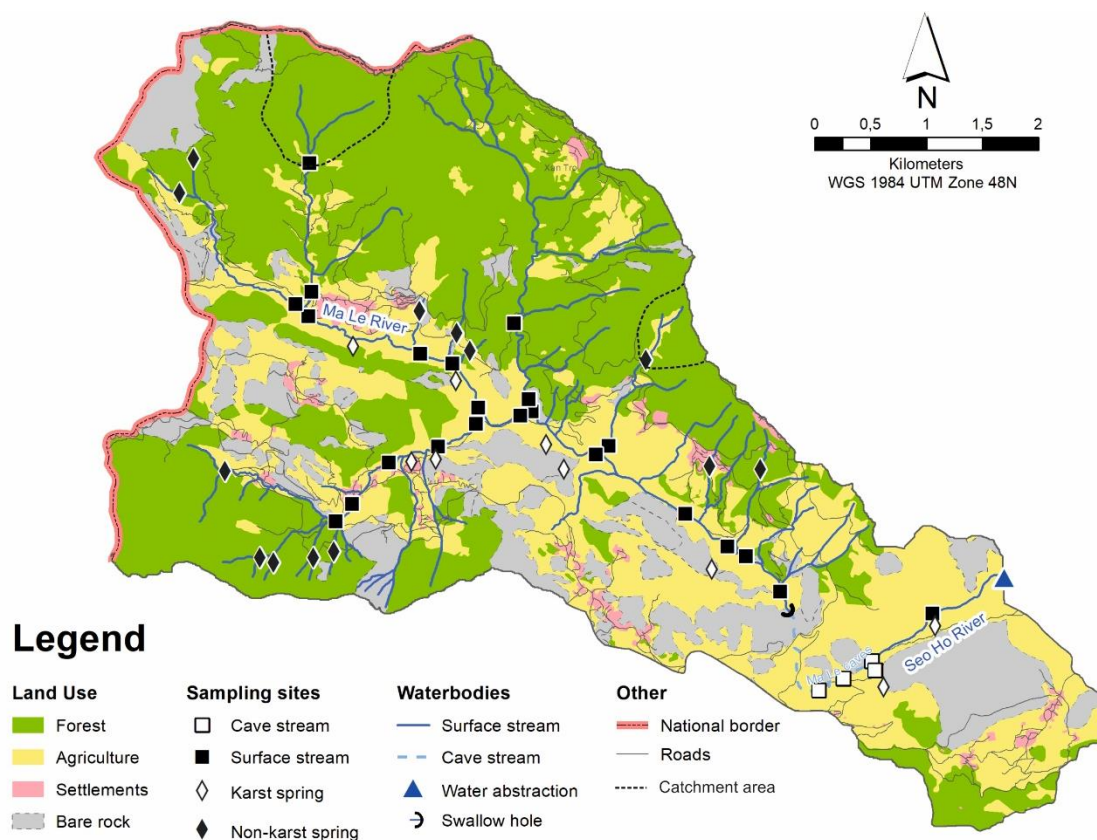 N
0 0,5 1 2
Kilometers
WGS 1984 UTM Zone 48N
Ma Le River
Seo Ho River
Legend
Land Use
Forest
Agriculture
Settlements
Bare rock
Sampling sites
Cave stream
Surface stream
Karst spring
Non-karst spring
Waterbodies
Surface stream
Cave stream
Water abstraction
Swallow hole
Other
National border
Roads
Catchment area